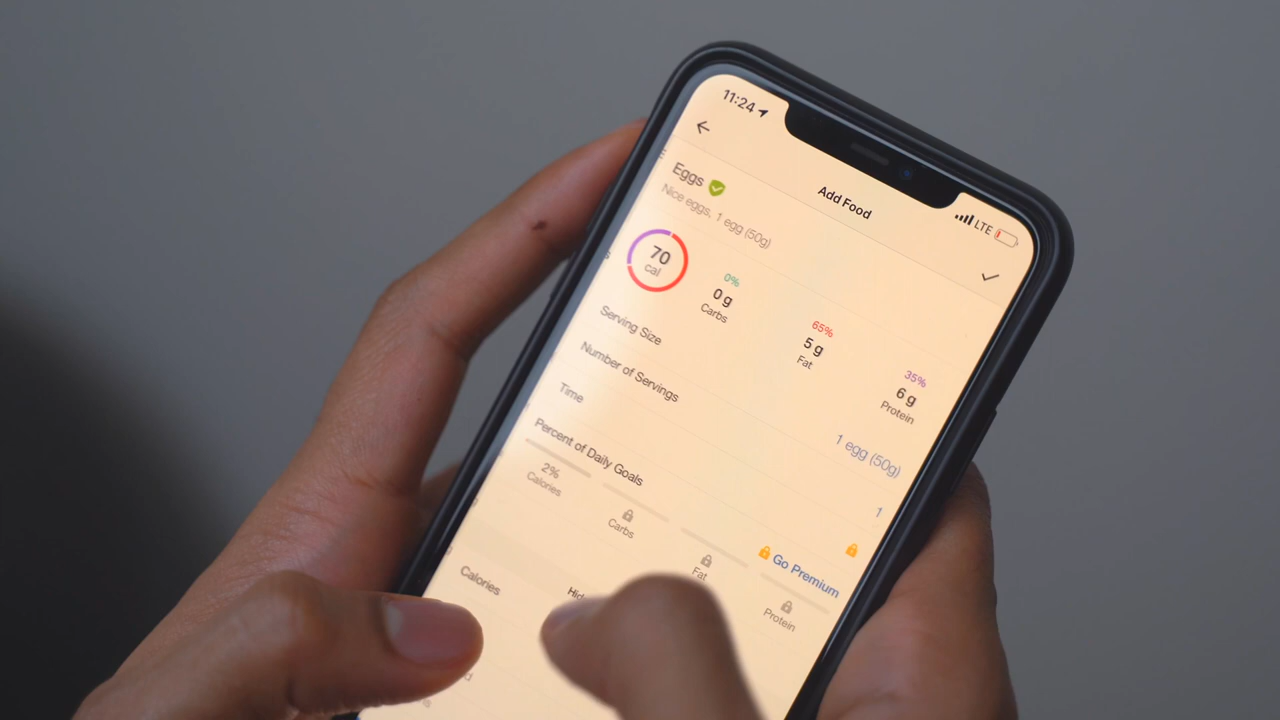 11:24
LTE
Add Food
Eggs
Nice eggs, 1 egg (50g)
70
cal
0%
0 g
Carbs
65%
5 g
Fat
35%
6 g
Protein
Serving Size
1 egg (50g)
Number of Servings
1
Time
Percent of Daily Goals
Go Premium
2%
Calories
Carbs
Fat
Protein
Calories